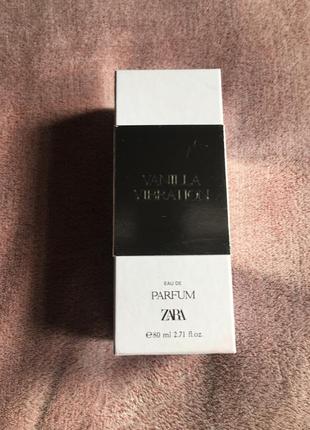 VANILLA
VIBRATION
EAU DE
PARFUM
ZARA
℮80 ml 2.71 fl.oz.